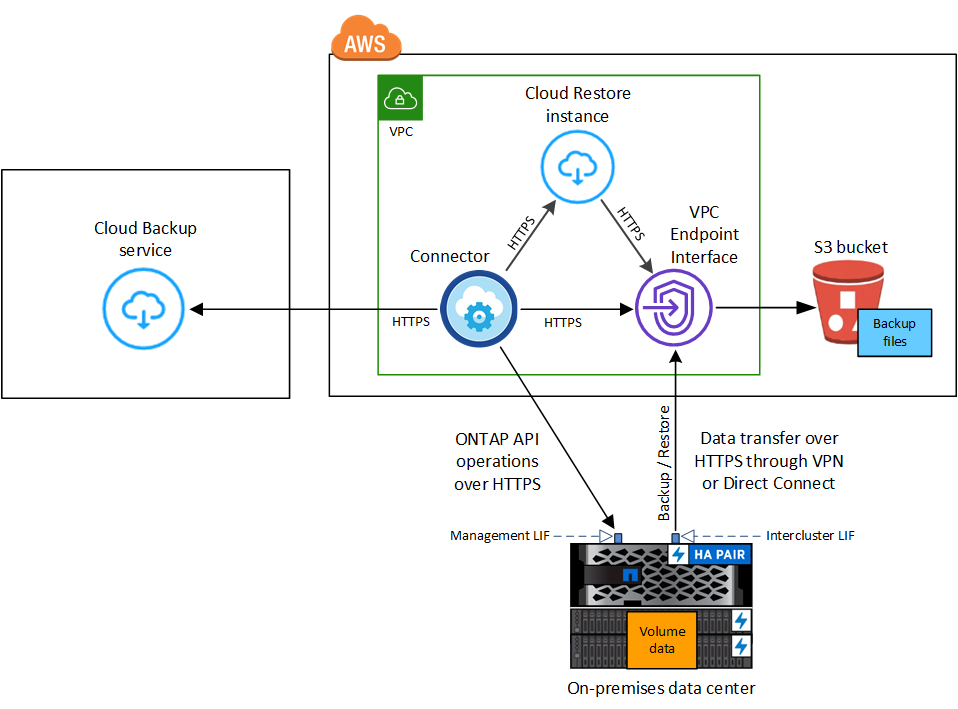 AWS
VPC
Cloud Restore
instance
HTTPS
HTTPS
VPC
Endpoint
Interface
Cloud Backup
service
Connector
S3 bucket
Backup
files
HTTPS
HTTPS
ONTAP API
operations
over HTTPS
Backup / Restore
Data transfer over
HTTPS through VPN
or Direct Connect
Management LIF
Intercluster LIF
HA PAIR
Volume
data
On-premises data center